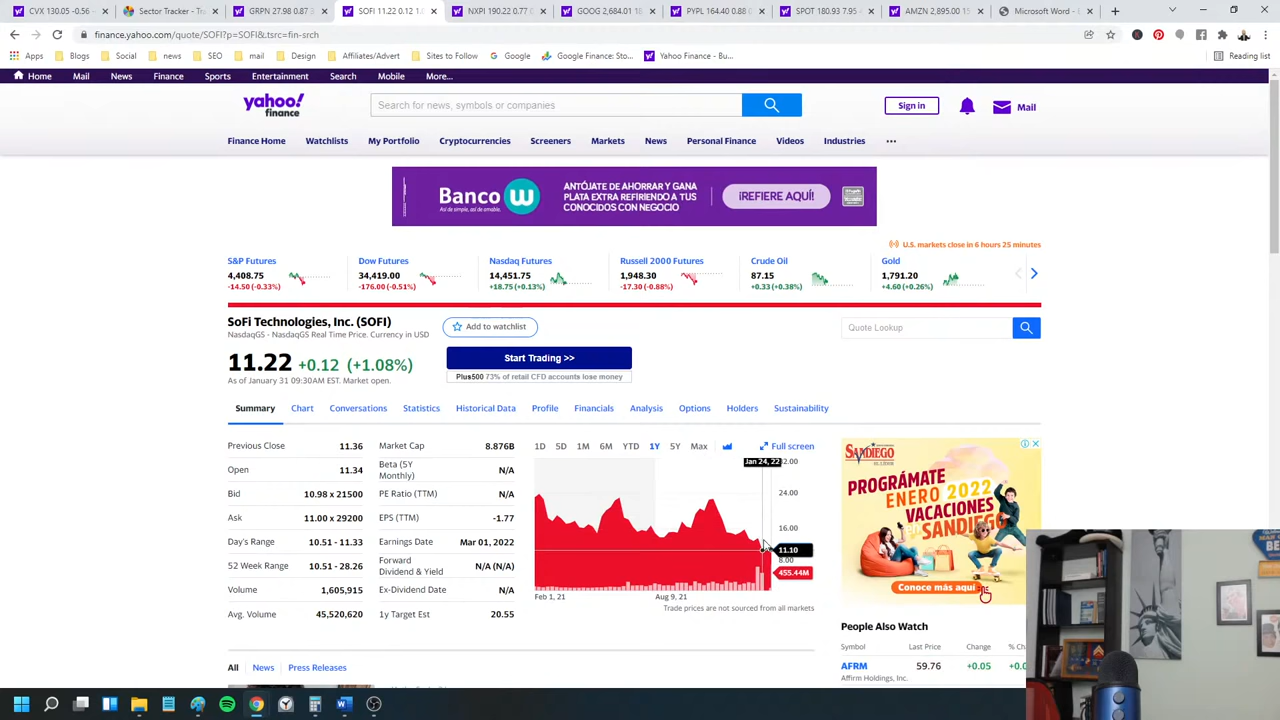 CVX 130.05 -0.56
Sector Tracker -
GRPN 27.98 0.87
SOFI 11.22 0.12 1
NXPI 190.22 0.77
GOOG 2,684.01 18
PYPL 164.40 0.88
SPOT 180.93 7.95
AMZN 2,895.00 15
Microsoft Word -
finance.yahoo.com/quote/SOFI?p=SOFI&.tsrc=fin-srch
Apps
Blogs
Social
news
SEO
mail
Design
Affiliates/Advert
Sites to Follow
Google
Google Finance: Sto...
Yahoo Finance - Bu...
Reading list
Home
Mail
News
Finance
Sports
Entertainment
Search
Mobile
More...
yahoo!
finance
Search for news, symbols or companies
Sign in
Mail
Finance Home
Watchlists
My Portfolio
Cryptocurrencies
Screeners
Markets
News
Personal Finance
Videos
Industries
Banco W
Así de simple, así de amable.
ANTÓJATE DE AHORRAR Y GANA
PLATA EXTRA REFIRIENDO A TUS
CONOCIDOS CON NEGOCIO
¡REFIERE AQUÍ!
U.S. markets close in 6 hours 25 minutes
S&P Futures
4,408.75
-14.50 (-0.33%)
Dow Futures
34,419.00
-176.00 (-0.51%)
Nasdaq Futures
14,451.75
+18.75 (+0.13%)
Russell 2000 Futures
1,948.30
-17.30 (-0.88%)
Crude Oil
87.15
+0.33 (+0.38%)
Gold
1,791.20
+4.60 (+0.26%)
SoFi Technologies, Inc. (SOFI)
NasdaqGS - NasdaqGS Real Time Price. Currency in USD
Add to watchlist
Quote Lookup
11.22 +0.12 (+1.08%)
As of January 31 09:30AM EST. Market open.
Start Trading >>
Plus500 73% of retail CFD accounts lose money
Summary
Chart
Conversations
Statistics
Historical Data
Profile
Financials
Analysis
Options
Holders
Sustainability
Previous Close 11.36
Open 11.34
Bid 10.98 x 21500
Ask 11.00 x 29200
Day's Range 10.51 - 11.33
52 Week Range 10.51 - 28.26
Volume 1,605,915
Avg. Volume 45,520,620
Market Cap 8.876B
Beta (5Y
Monthly) N/A
PE Ratio (TTM) N/A
EPS (TTM) -1.77
Earnings Date Mar 01, 2022
Forward
Dividend & Yield N/A (N/A)
Ex-Dividend Date N/A
1y Target Est 20.55
1D 5D 1M 6M YTD 1Y 5Y Max
Full screen
Jan 24, 22
24.00
16.00
11.10
8.00
455.44M
Feb 1, 21
Aug 9, 21
Trade prices are not sourced from all markets
SANDIEGO
PROGRÁMATE
ENERO 2022
VACACIONES
EN SANDIEGO
Conoce más aquí
People Also Watch
Symbol
Last Price
Change
AFRM
59.76
+0.05
Affirm Holdings, Inc.
All
News
Press Releases